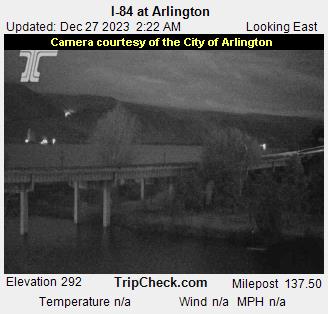 I-84 at Arlington
Updated: Dec 27 2023 2:22 AM Looking East
Camera courtesy of the City of Arlington
Elevation 292 TripCheck.com Milepost 137.50
Temperature n/a Wind n/a MPH n/a